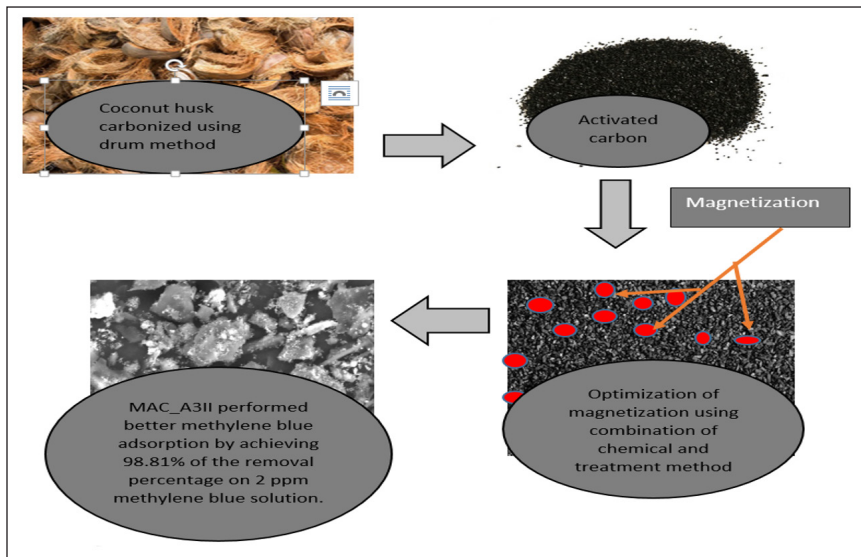 Coconut husk
carbonized using
drum method
Activated
carbon
Magnetization
MAC_A3II performed
better methylene blue
adsorption by achieving
98.81% of the removal
percentage on 2 ppm
methylene blue solution.
Optimization of
magnetization using
combination of
chemical and
treatment method